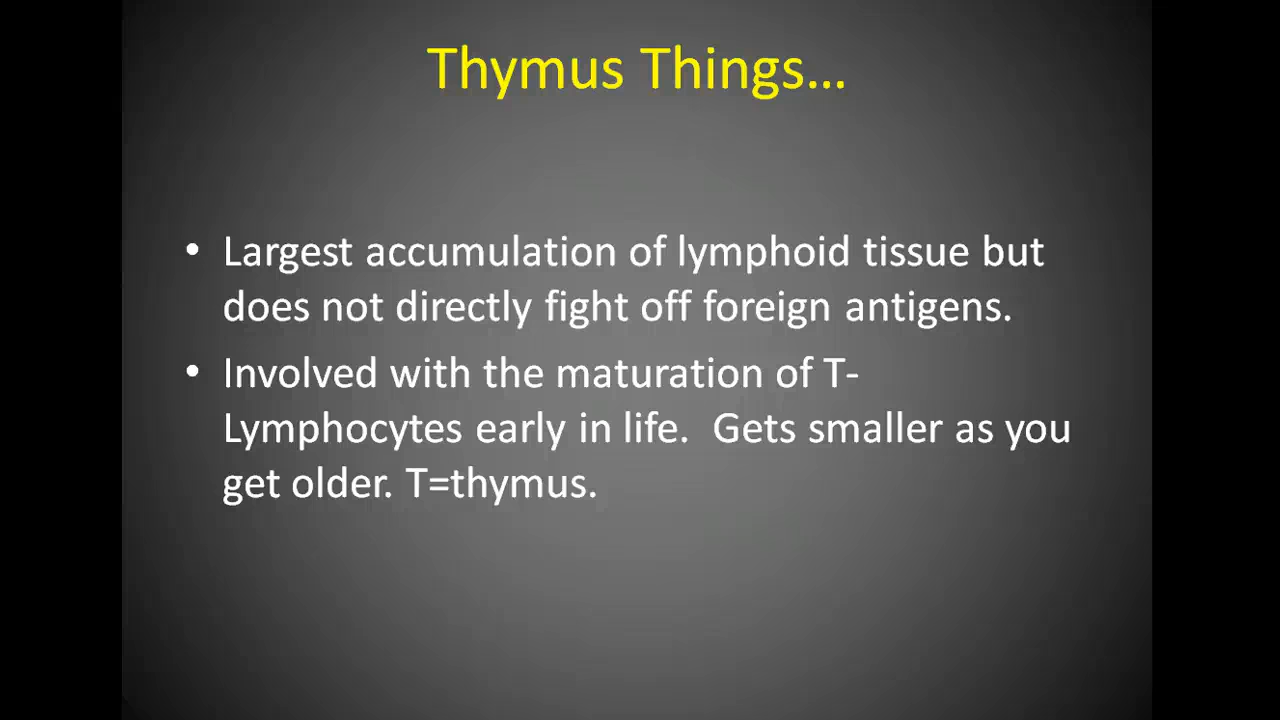 Thymus Things...
• Largest accumulation of lymphoid tissue but
does not directly fight off foreign antigens.
• Involved with the maturation of T-
Lymphocytes early in life.  Gets smaller as you
get older. T=thymus.